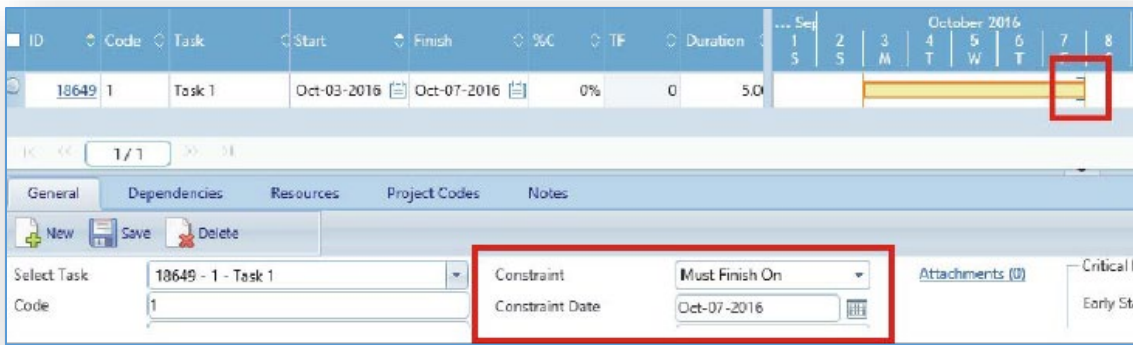 ... Sep October 2016
ID Code Task Start Finish %C TF Duration 1 2 3 4 5 6 7 8
S S M T W T
18649 1 Task 1 Oct-03-2016 Oct-07-2016 0% 0 5.0
1 / 1
General Dependencies Resources Project Codes Notes
New Save Delete
Select Task 18649 - 1 - Task 1 Constraint Must Finish On Attachments (0) Critical
Code 1 Constraint Date Oct-07-2016 Early Sta